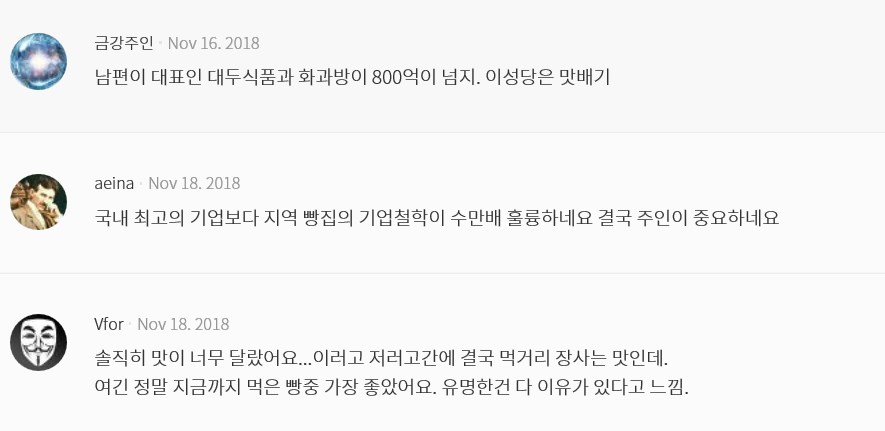 금강주인 · Nov 16. 2018
남편이 대표인 대두식품과 화과방이 800억이 넘지. 이성당은 맛배기
aeina · Nov 18. 2018
국내 최고의 기업보다 지역 빵집의 기업철학이 수만배 훌륭하네요 결국 주인이 중요하네요
Vfor · Nov 18. 2018
솔직히 맛이 너무 달랐어요...이러고 저러고간에 결국 먹거리 장사는 맛인데.
여긴 정말 지금까지 먹은 빵중 가장 좋았어요. 유명한건 다 이유가 있다고 느낌.